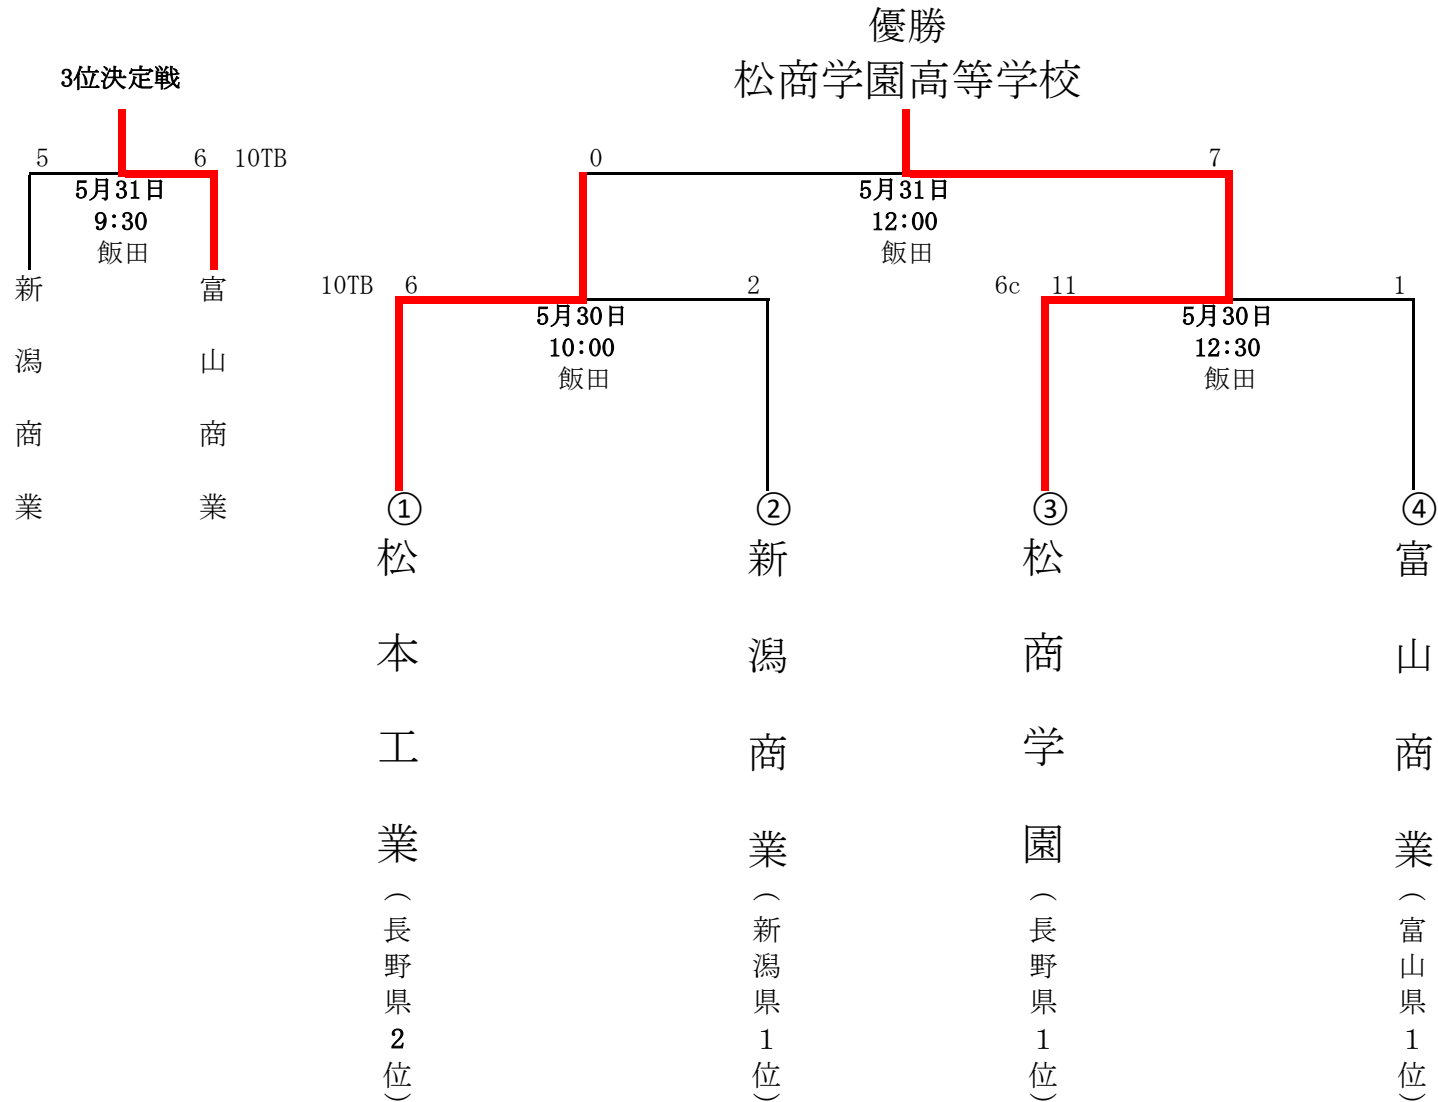 優勝
松商学園高等学校
3位決定戦
5
6
10TB
5月31日
9:30
飯田
新潟商業
富山商業
0
7
5月31日
12:00
飯田
10TB
6
2
5月30日
10:00
飯田
6c
11
1
5月30日
12:30
飯田
①
松本工業（長野県２位）
②
新潟商業（新潟県１位）
③
松商学園（長野県１位）
④
富山商業（富山県１位）